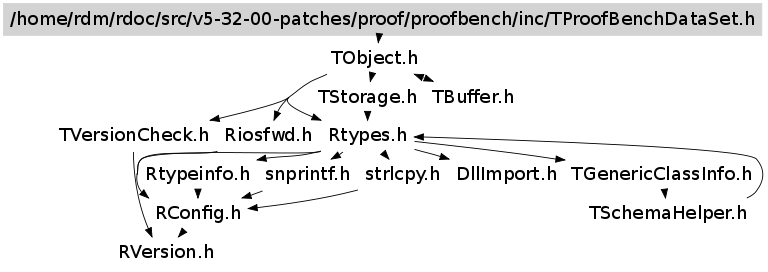 /home/rdm/rdoc/src/v5-32-00-patches/proof/proofbench/inc/TProofBenchDataSet.h
TObject.h
TStorage.h TBuffer.h
TVersionCheck.h Riosfwd.h Rtypes.h
Rtypeinfo.h snprintf.h strlcpy.h DllImport.h TGenericClassInfo.h
RConfig.h TSchemaHelper.h
RVersion.h